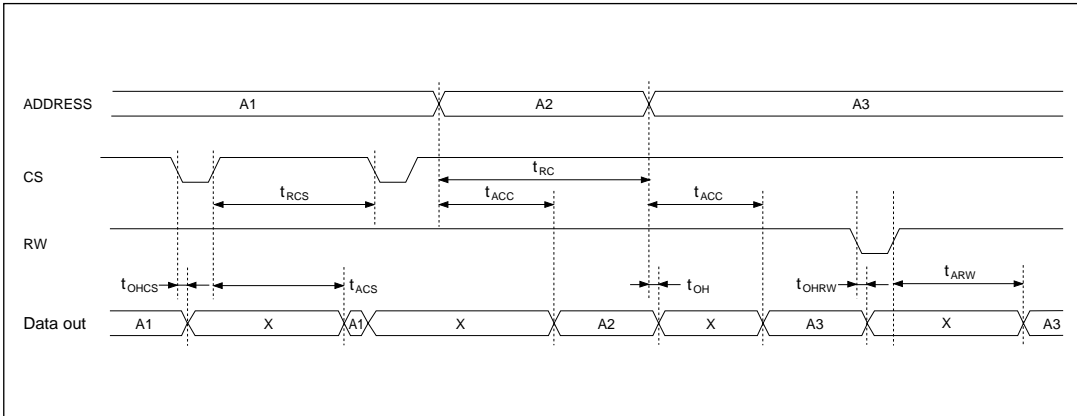 ADDRESS A1 A2 A3
CS
tRC
tRCS tACC tACC
RW
tOHCS tACS tOH tOHRW tARW
Data out A1 X A1 X A2 X A3 X A3